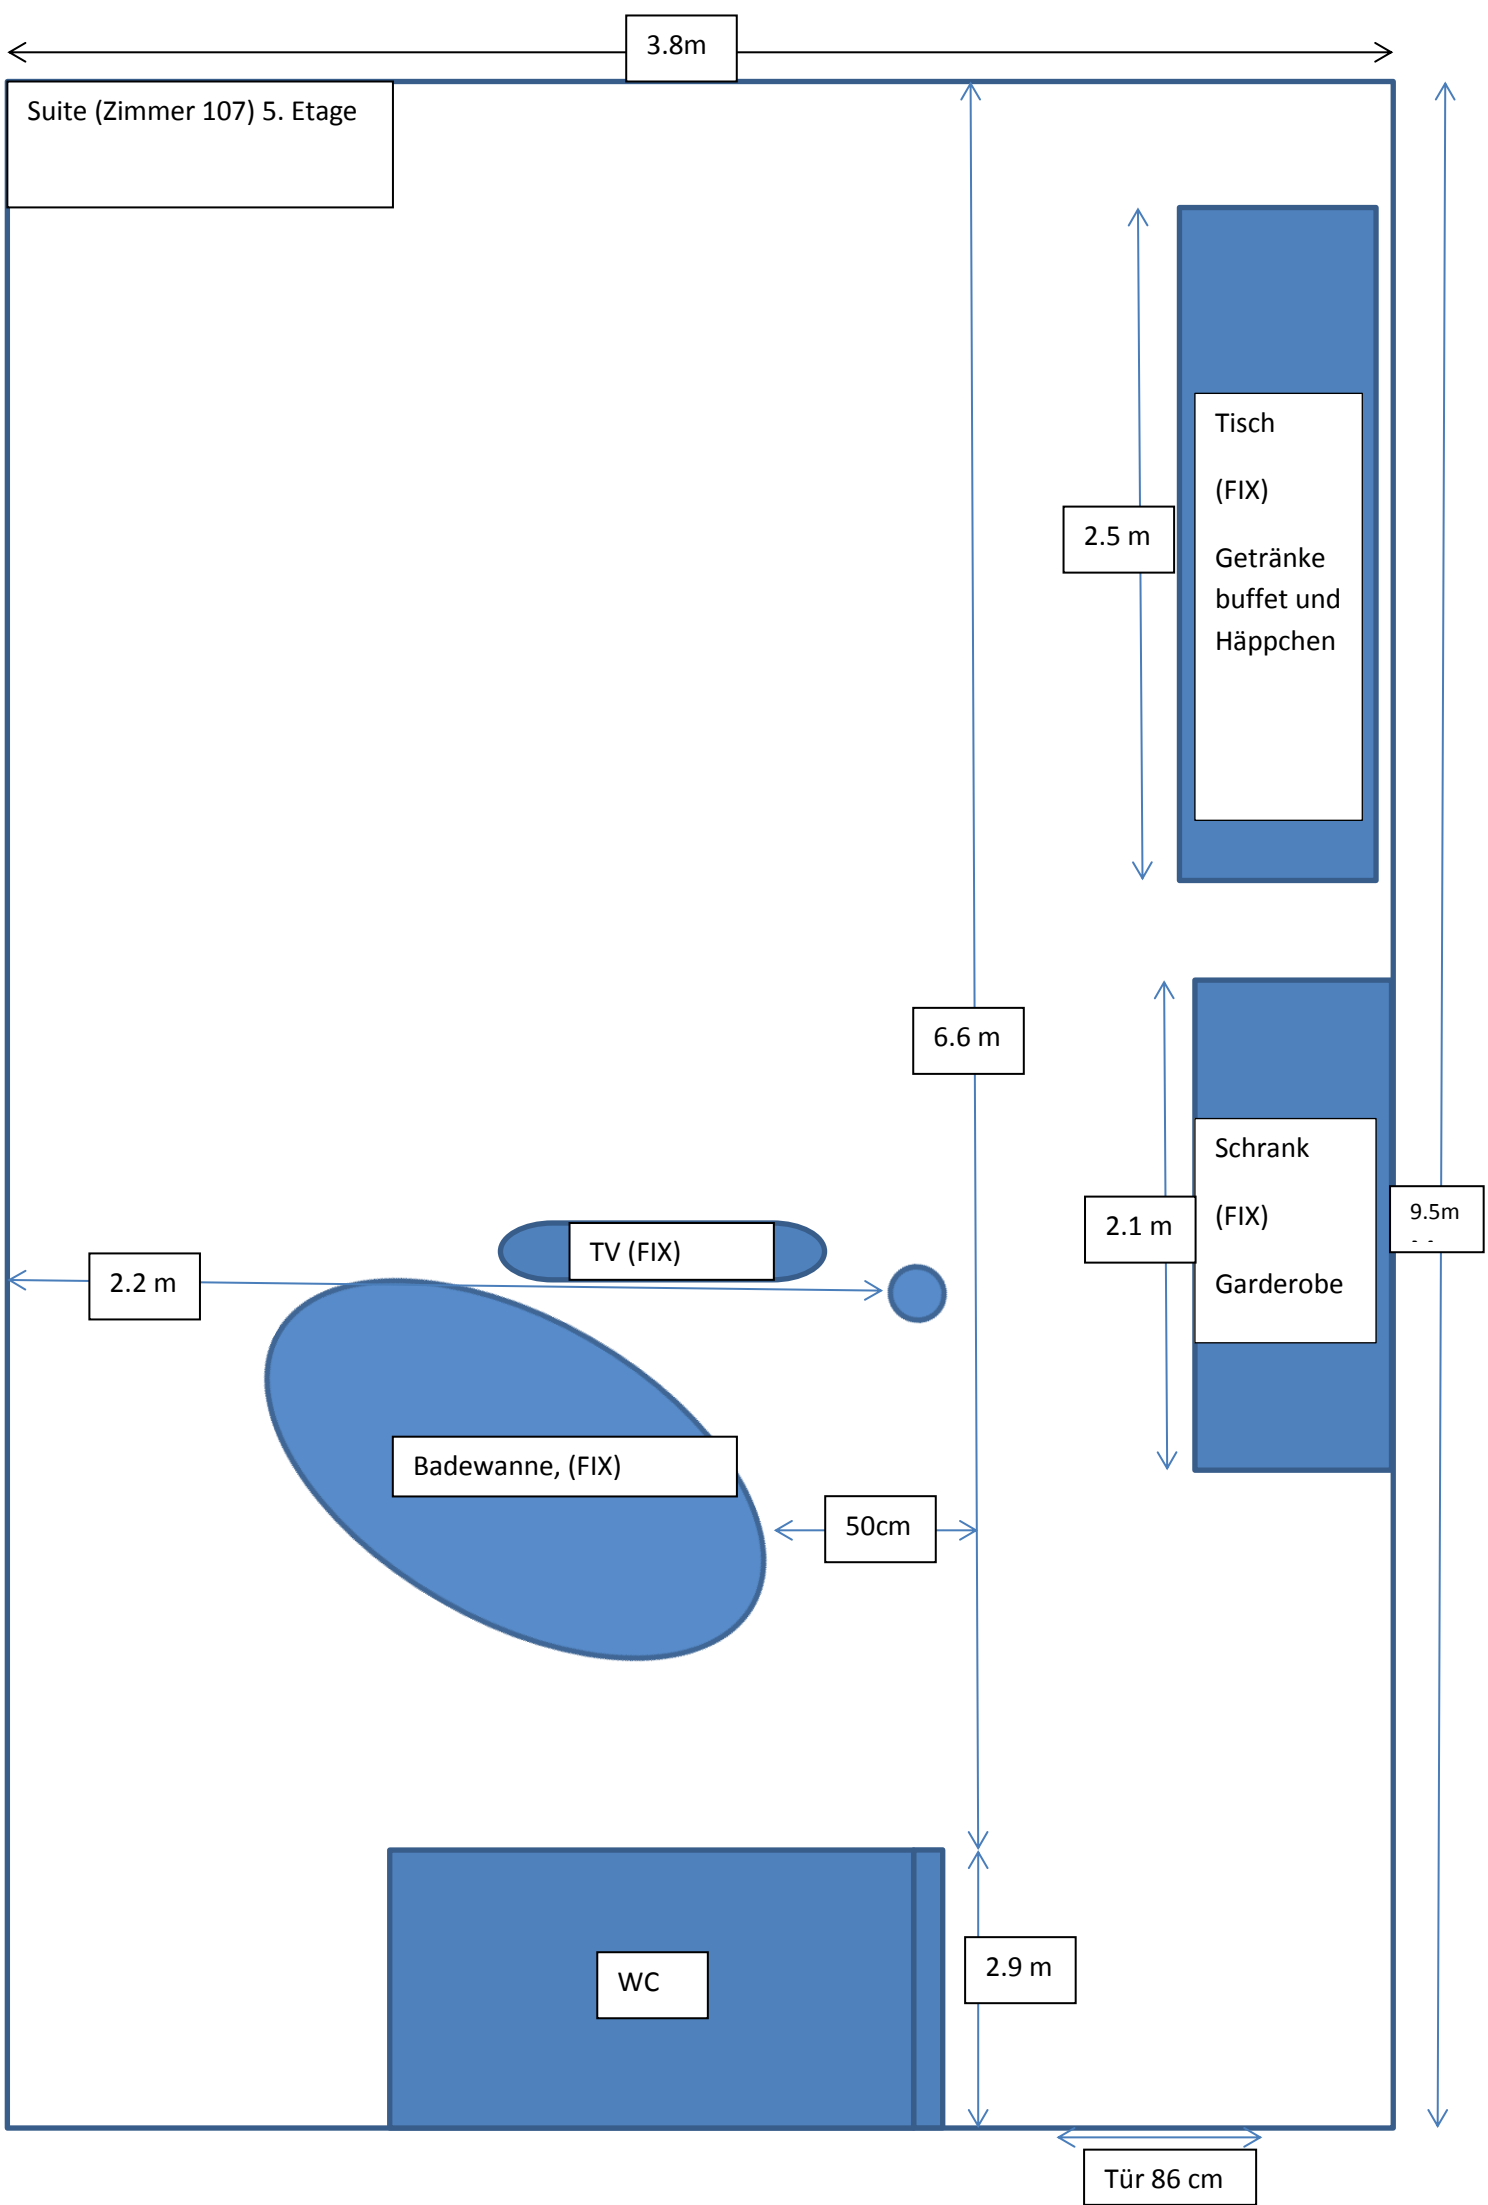 3.8m
Suite (Zimmer 107) 5. Etage
Tisch
(FIX)
Getränke
buffet und
Häppchen
2.5 m
6.6 m
Schrank
(FIX)
Garderobe
2.1 m
9.5m
TV (FIX)
2.2 m
Badewanne, (FIX)
50cm
WC
2.9 m
Tür 86 cm